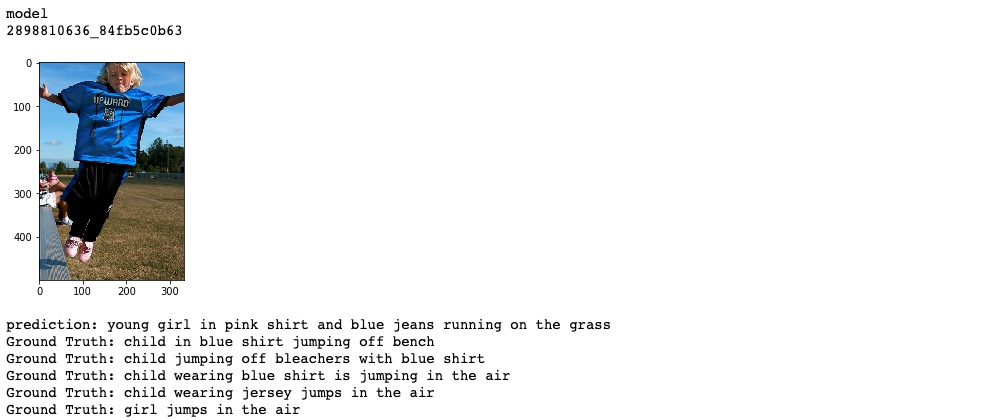 model
2898810636_84fb5c0b63
0
100
200
300
400
UPWARD
0 100 200 300
prediction: young girl in pink shirt and blue jeans running on the grass
Ground Truth: child in blue shirt jumping off bench
Ground Truth: child jumping off bleachers with blue shirt
Ground Truth: child wearing blue shirt is jumping in the air
Ground Truth: child wearing jersey jumps in the air
Ground Truth: girl jumps in the air